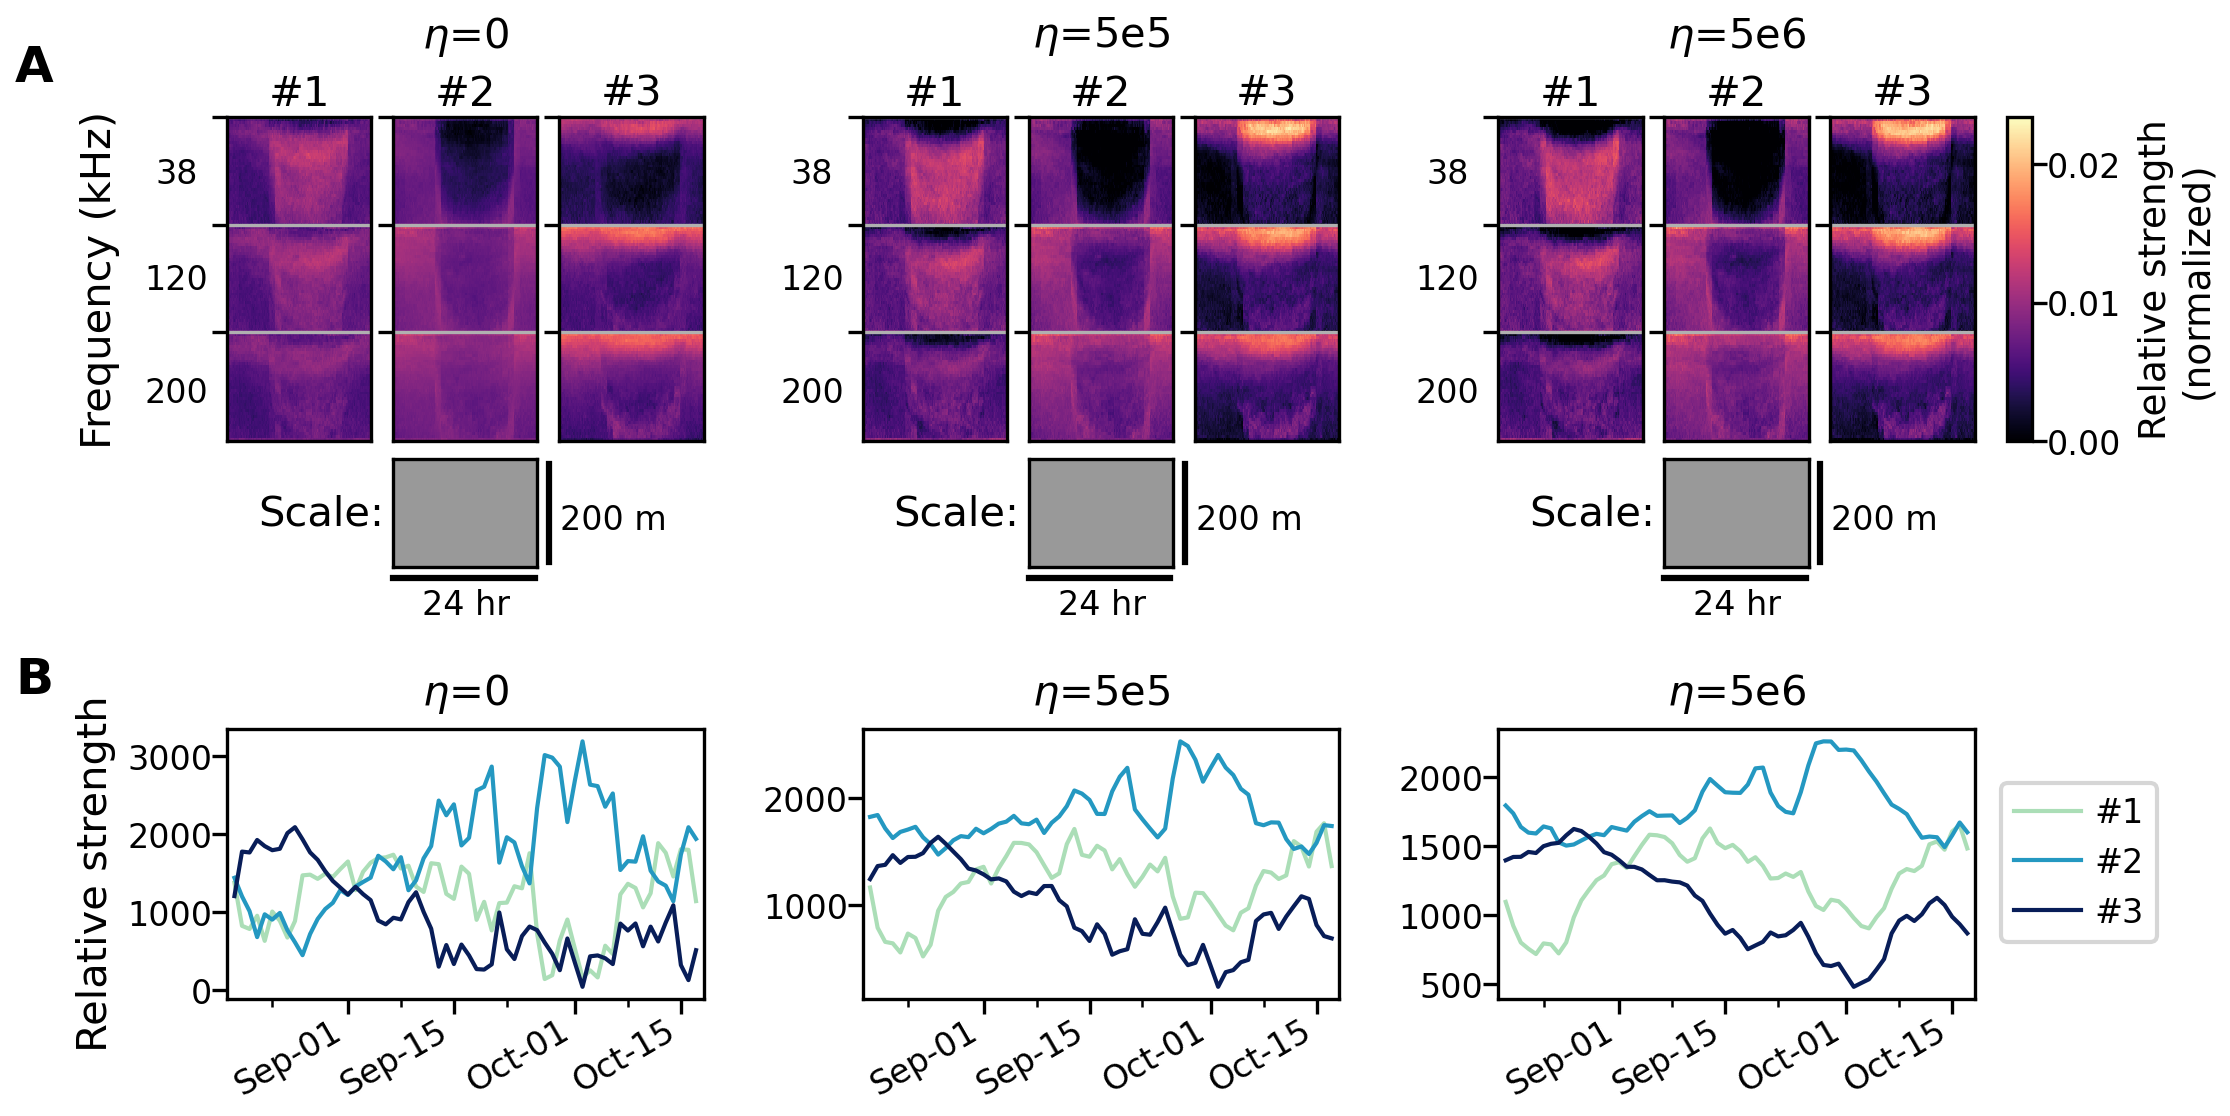 A
η=0
η=5e5
η=5e6
#1 #2 #3
#1 #2 #3
#1 #2 #3
Frequency (kHz)
38
120
200
38
120
200
38
120
200
0.02
0.01
0.00
Relative strength
(normalized)
Scale:
200 m
24 hr
Scale:
200 m
24 hr
Scale:
200 m
24 hr
B
η=0
η=5e5
η=5e6
Relative strength
3000
2000
1000
0
Sep-01
Sep-15
Oct-01
Oct-15
2000
1000
Sep-01
Sep-15
Oct-01
Oct-15
2000
1500
1000
500
Sep-01
Sep-15
Oct-01
Oct-15
#1
#2
#3